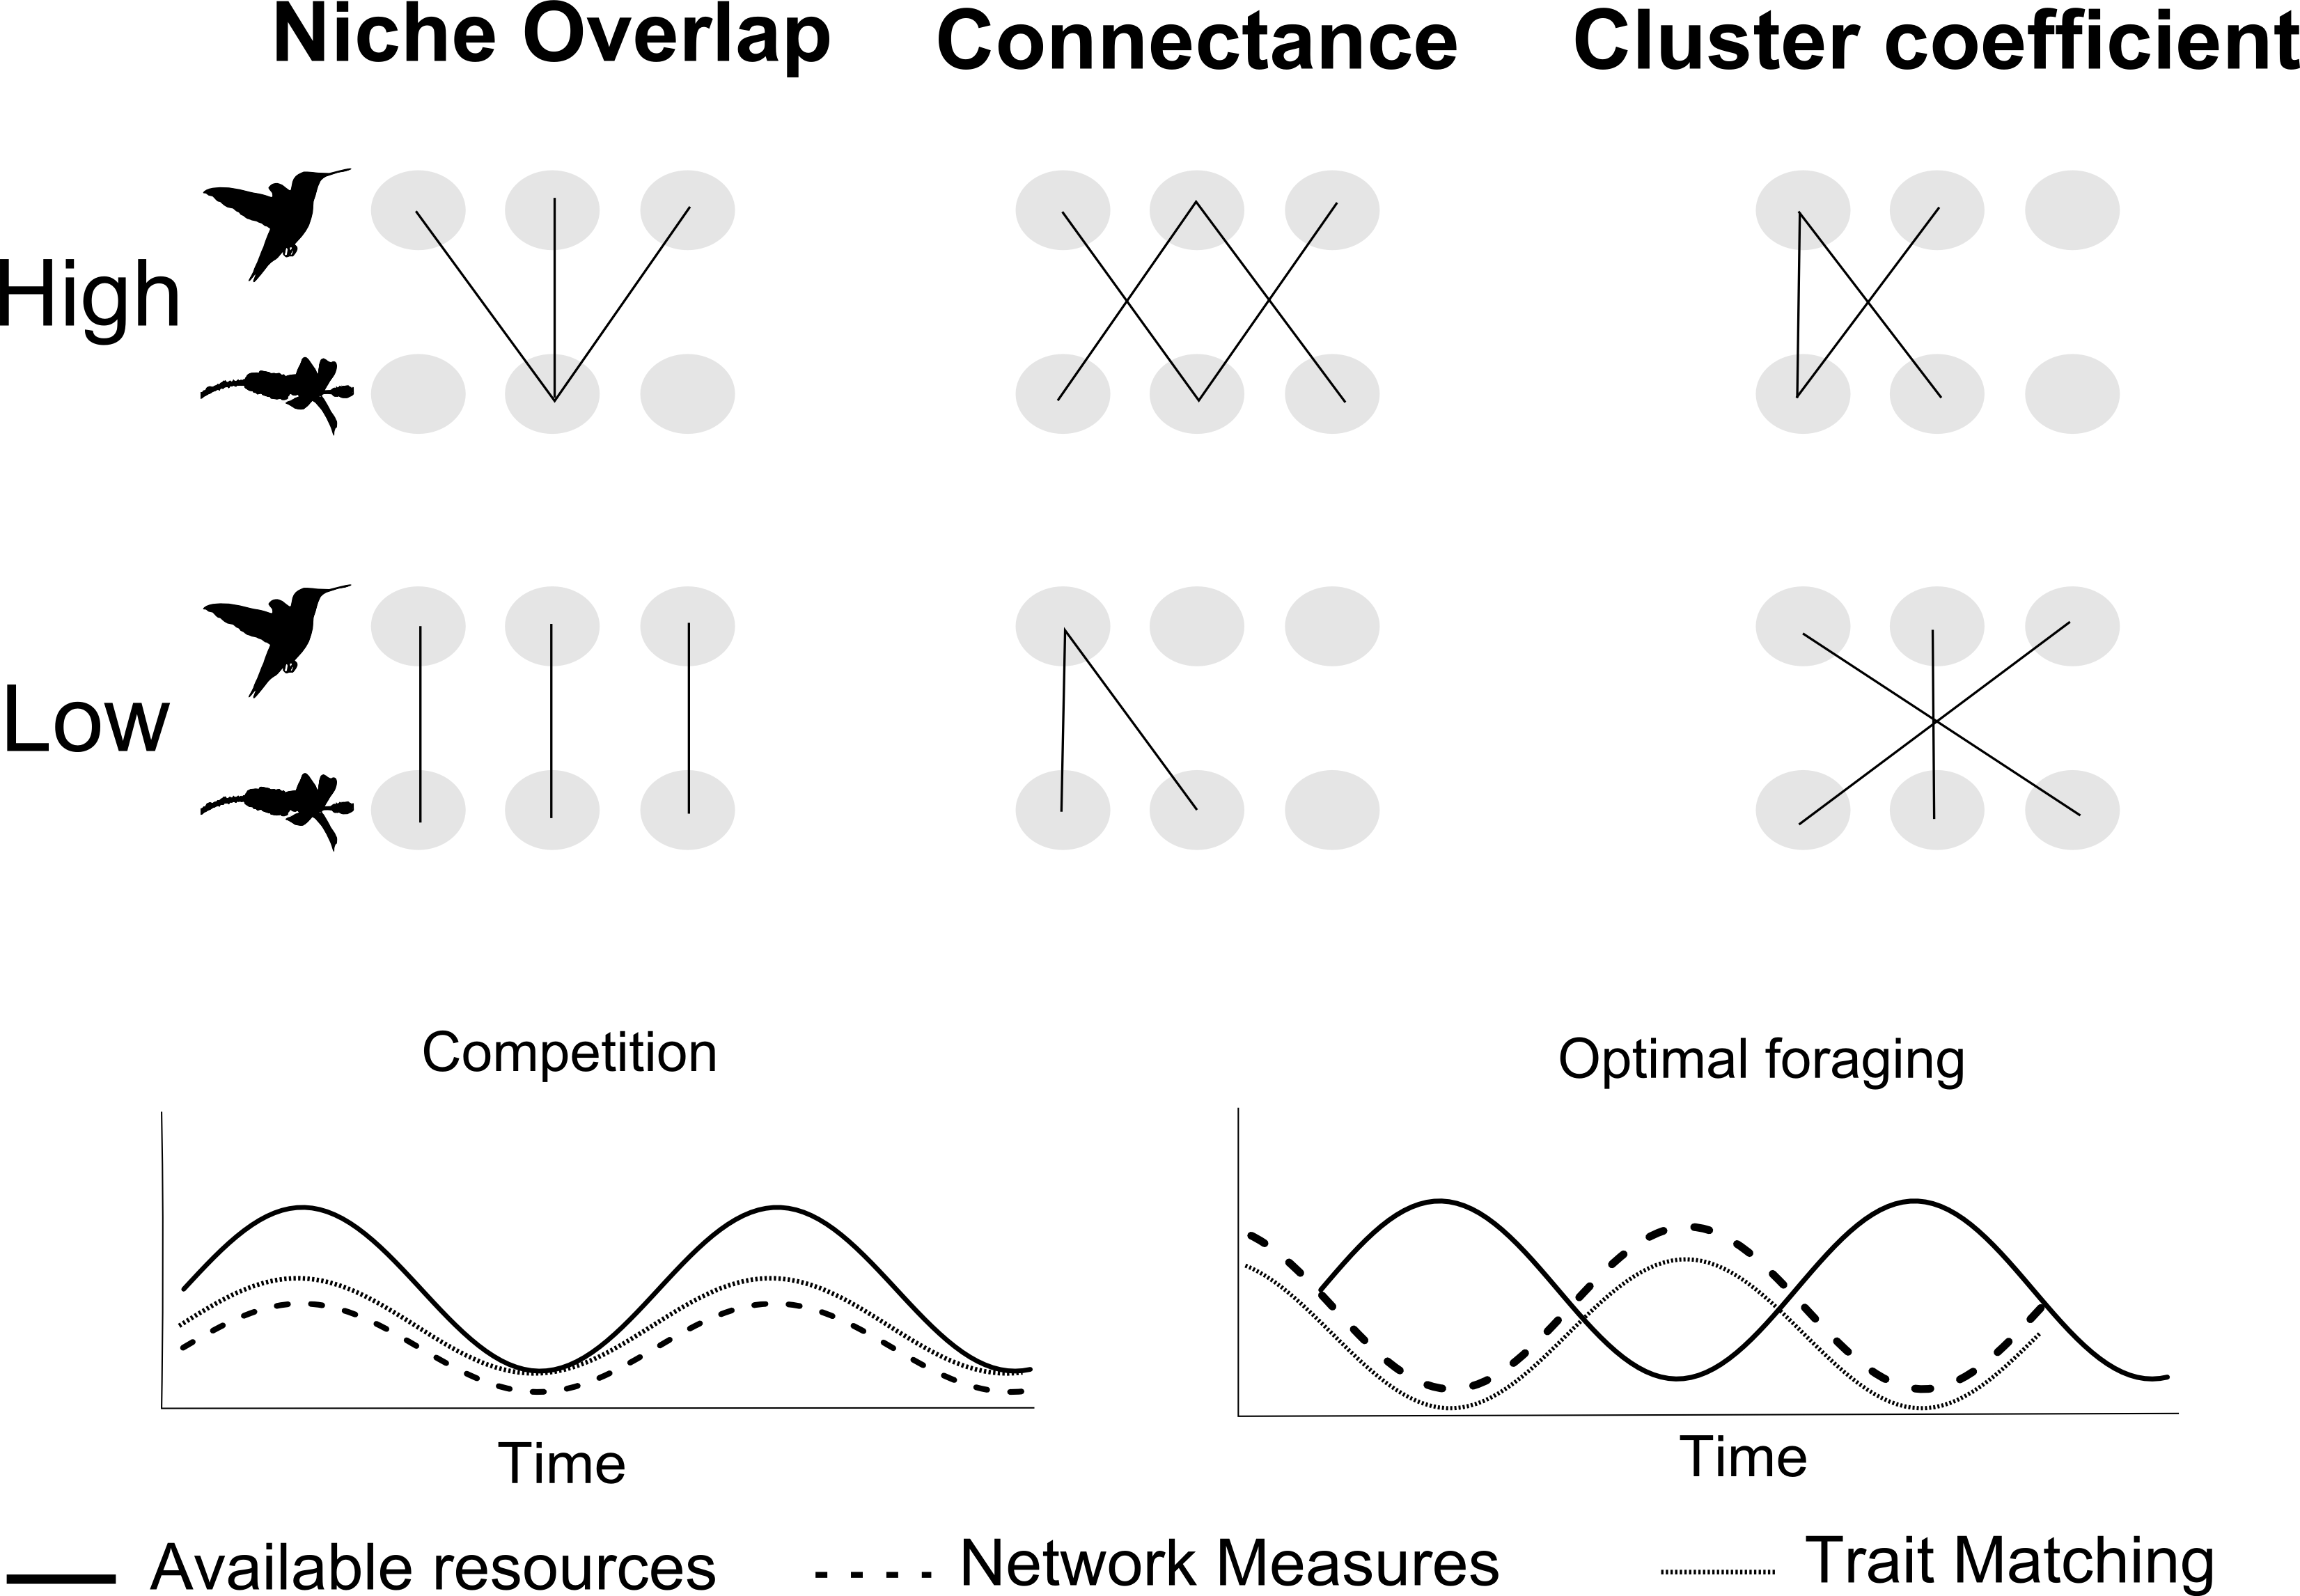 Niche Overlap Connectance Cluster coefficient
High
Low
Competition Optimal foraging
Time Time
Available resources Network Measures Trait Matching